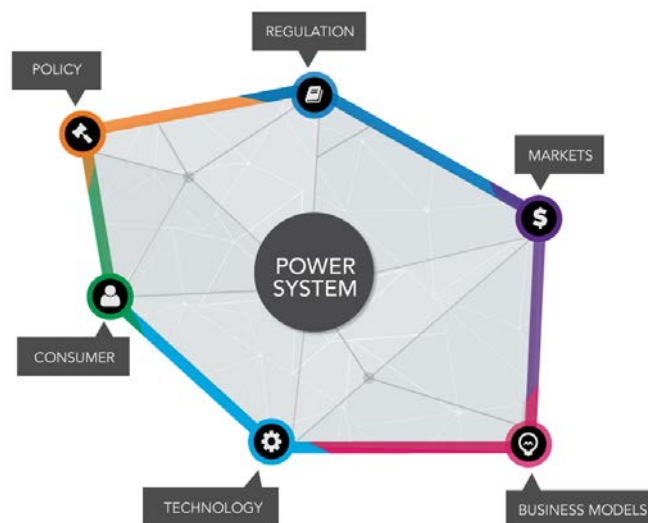 REGULATION
POLICY
MARKETS
$
POWER
SYSTEM
CONSUMER
TECHNOLOGY
BUSINESS MODELS